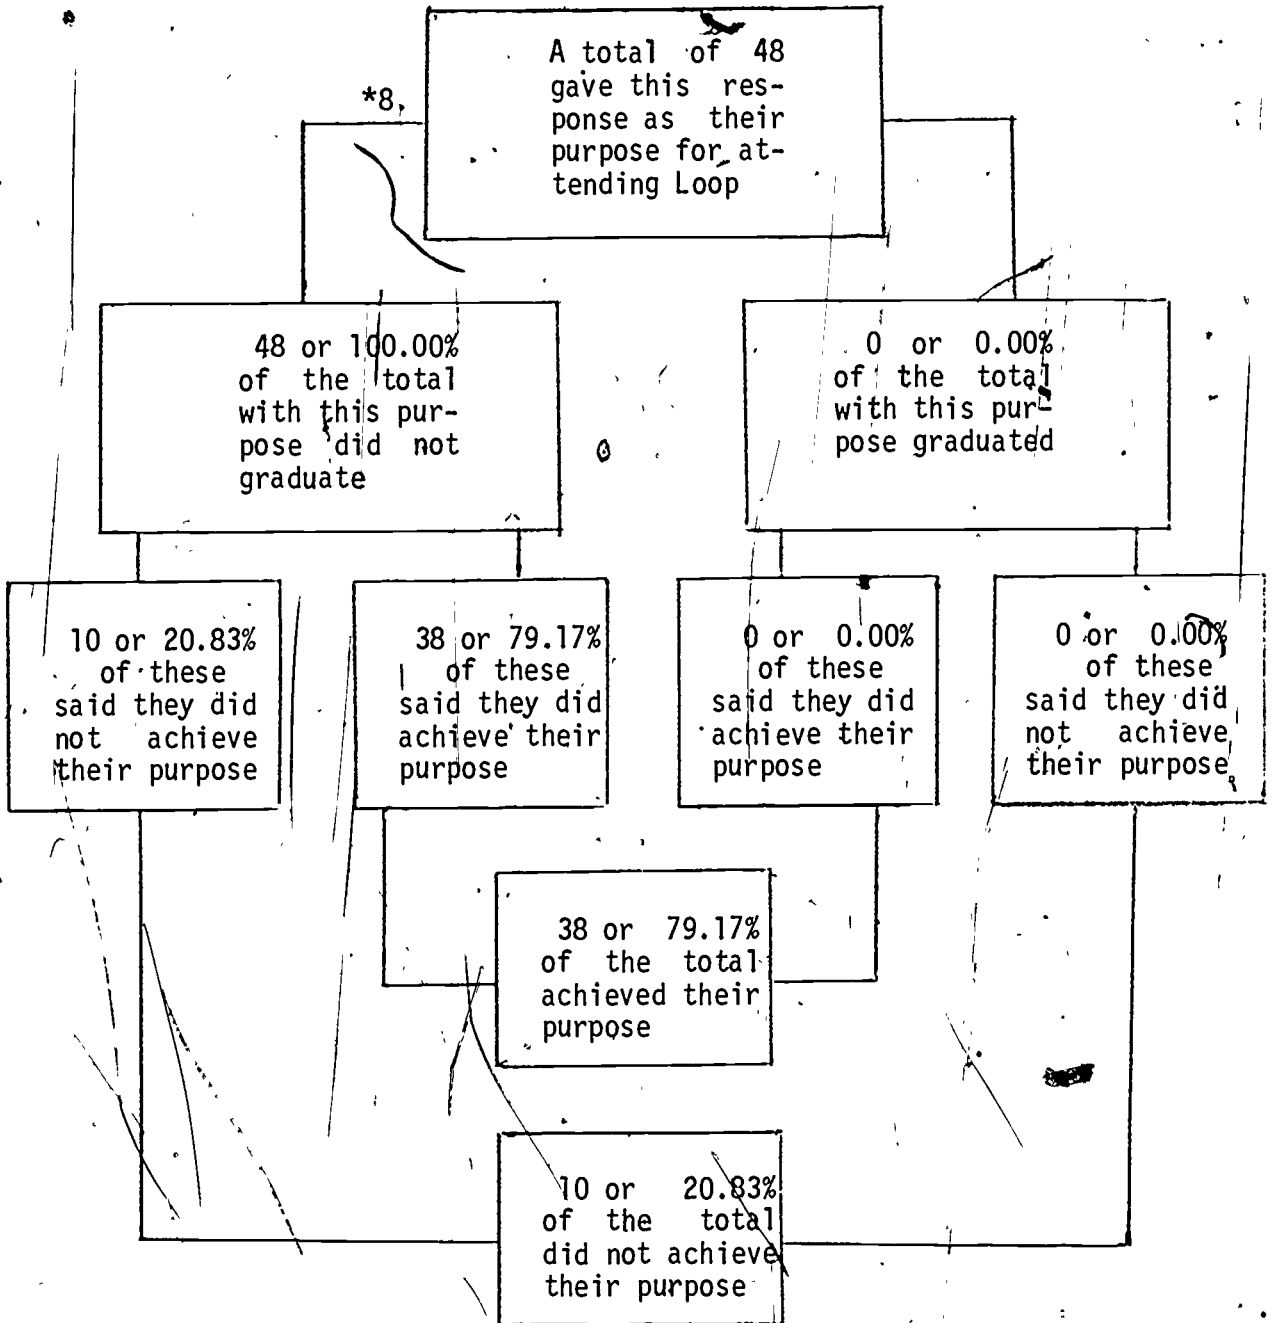 *8.
A total of 48
gave this res-
ponse as their
purpose for at-
tending Loop
48 or 100.00%
of the total
with this pur-
pose did not
graduate
0 or 0.00%
of the total
with this pur-
pose graduated
10 or 20.83%
of these
said they did
not achieve
their purpose
38 or 79.17%
of these
said they did
achieve their
purpose
0 or 0.00%
of these
said they did
achieve their
purpose
0 or 0.00%
of these
said they did
not achieve
their purpose
38 or 79.17%
of the total
achieved their
purpose
10 or 20.83%
of the total
did not achieve
their purpose